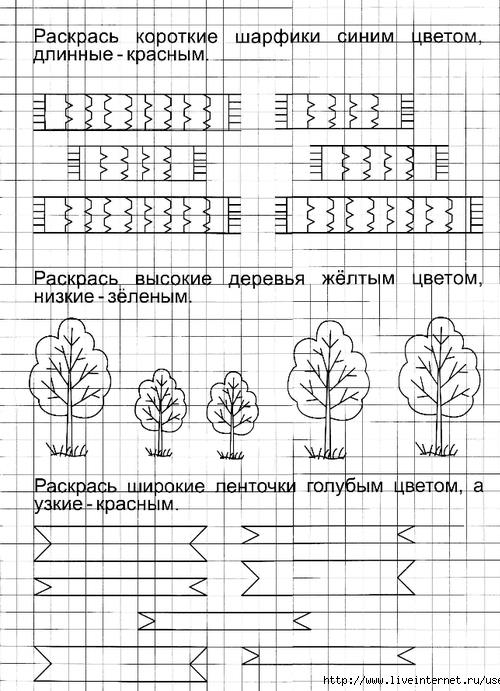 Раскрась короткие шарфики синим цветом,
длинные - красным.
Раскрась высокие деревья жёлтым цветом,
низкие - зёленым.
Раскрась широкие ленточки голубым цветом, а
узкие - красным.
http://www.liveinternet.ru/use